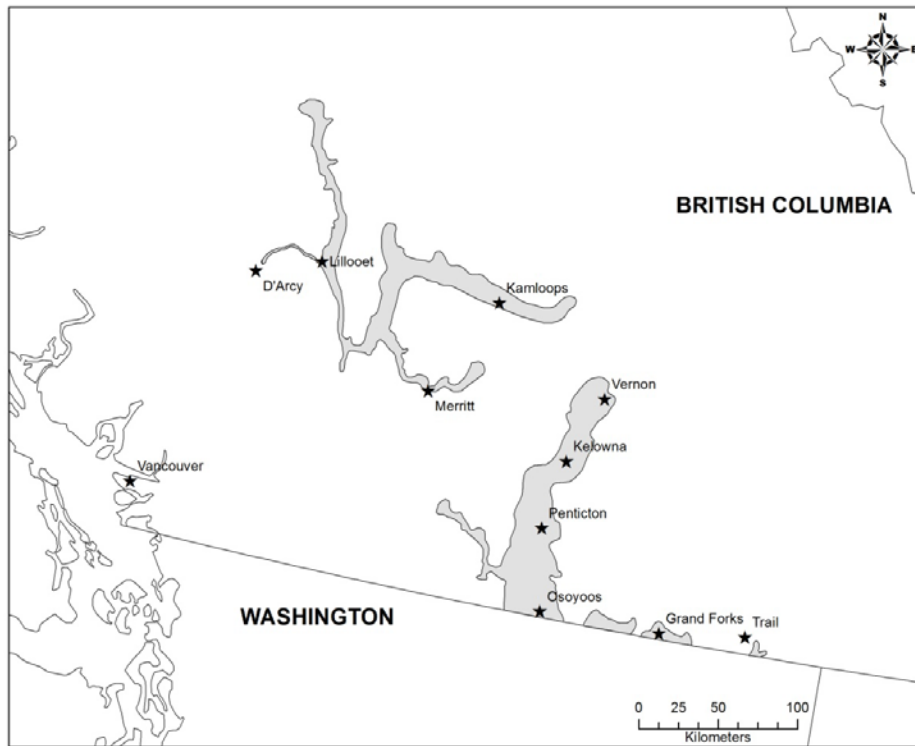 N
W E
S
BRITISH COLUMBIA
Lillooet
D'Arcy
Kamloops
Merritt
Vernon
Kelowna
Vancouver
Penticton
Osoyoos
WASHINGTON
Grand Forks
Trail
0 25 50 100
Kilometers